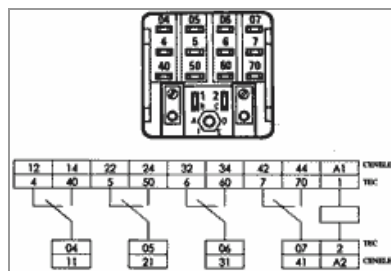 04 05 06 07
4 5 6 7
40 50 60 70
1 2
A
12 14 22 24 32 34 42 44 A1 CENELEC
4 40 5 50 6 60 7 70 1 TEC
04 05 06 07 2 TEC
11 21 31 41 A2 CENELEC